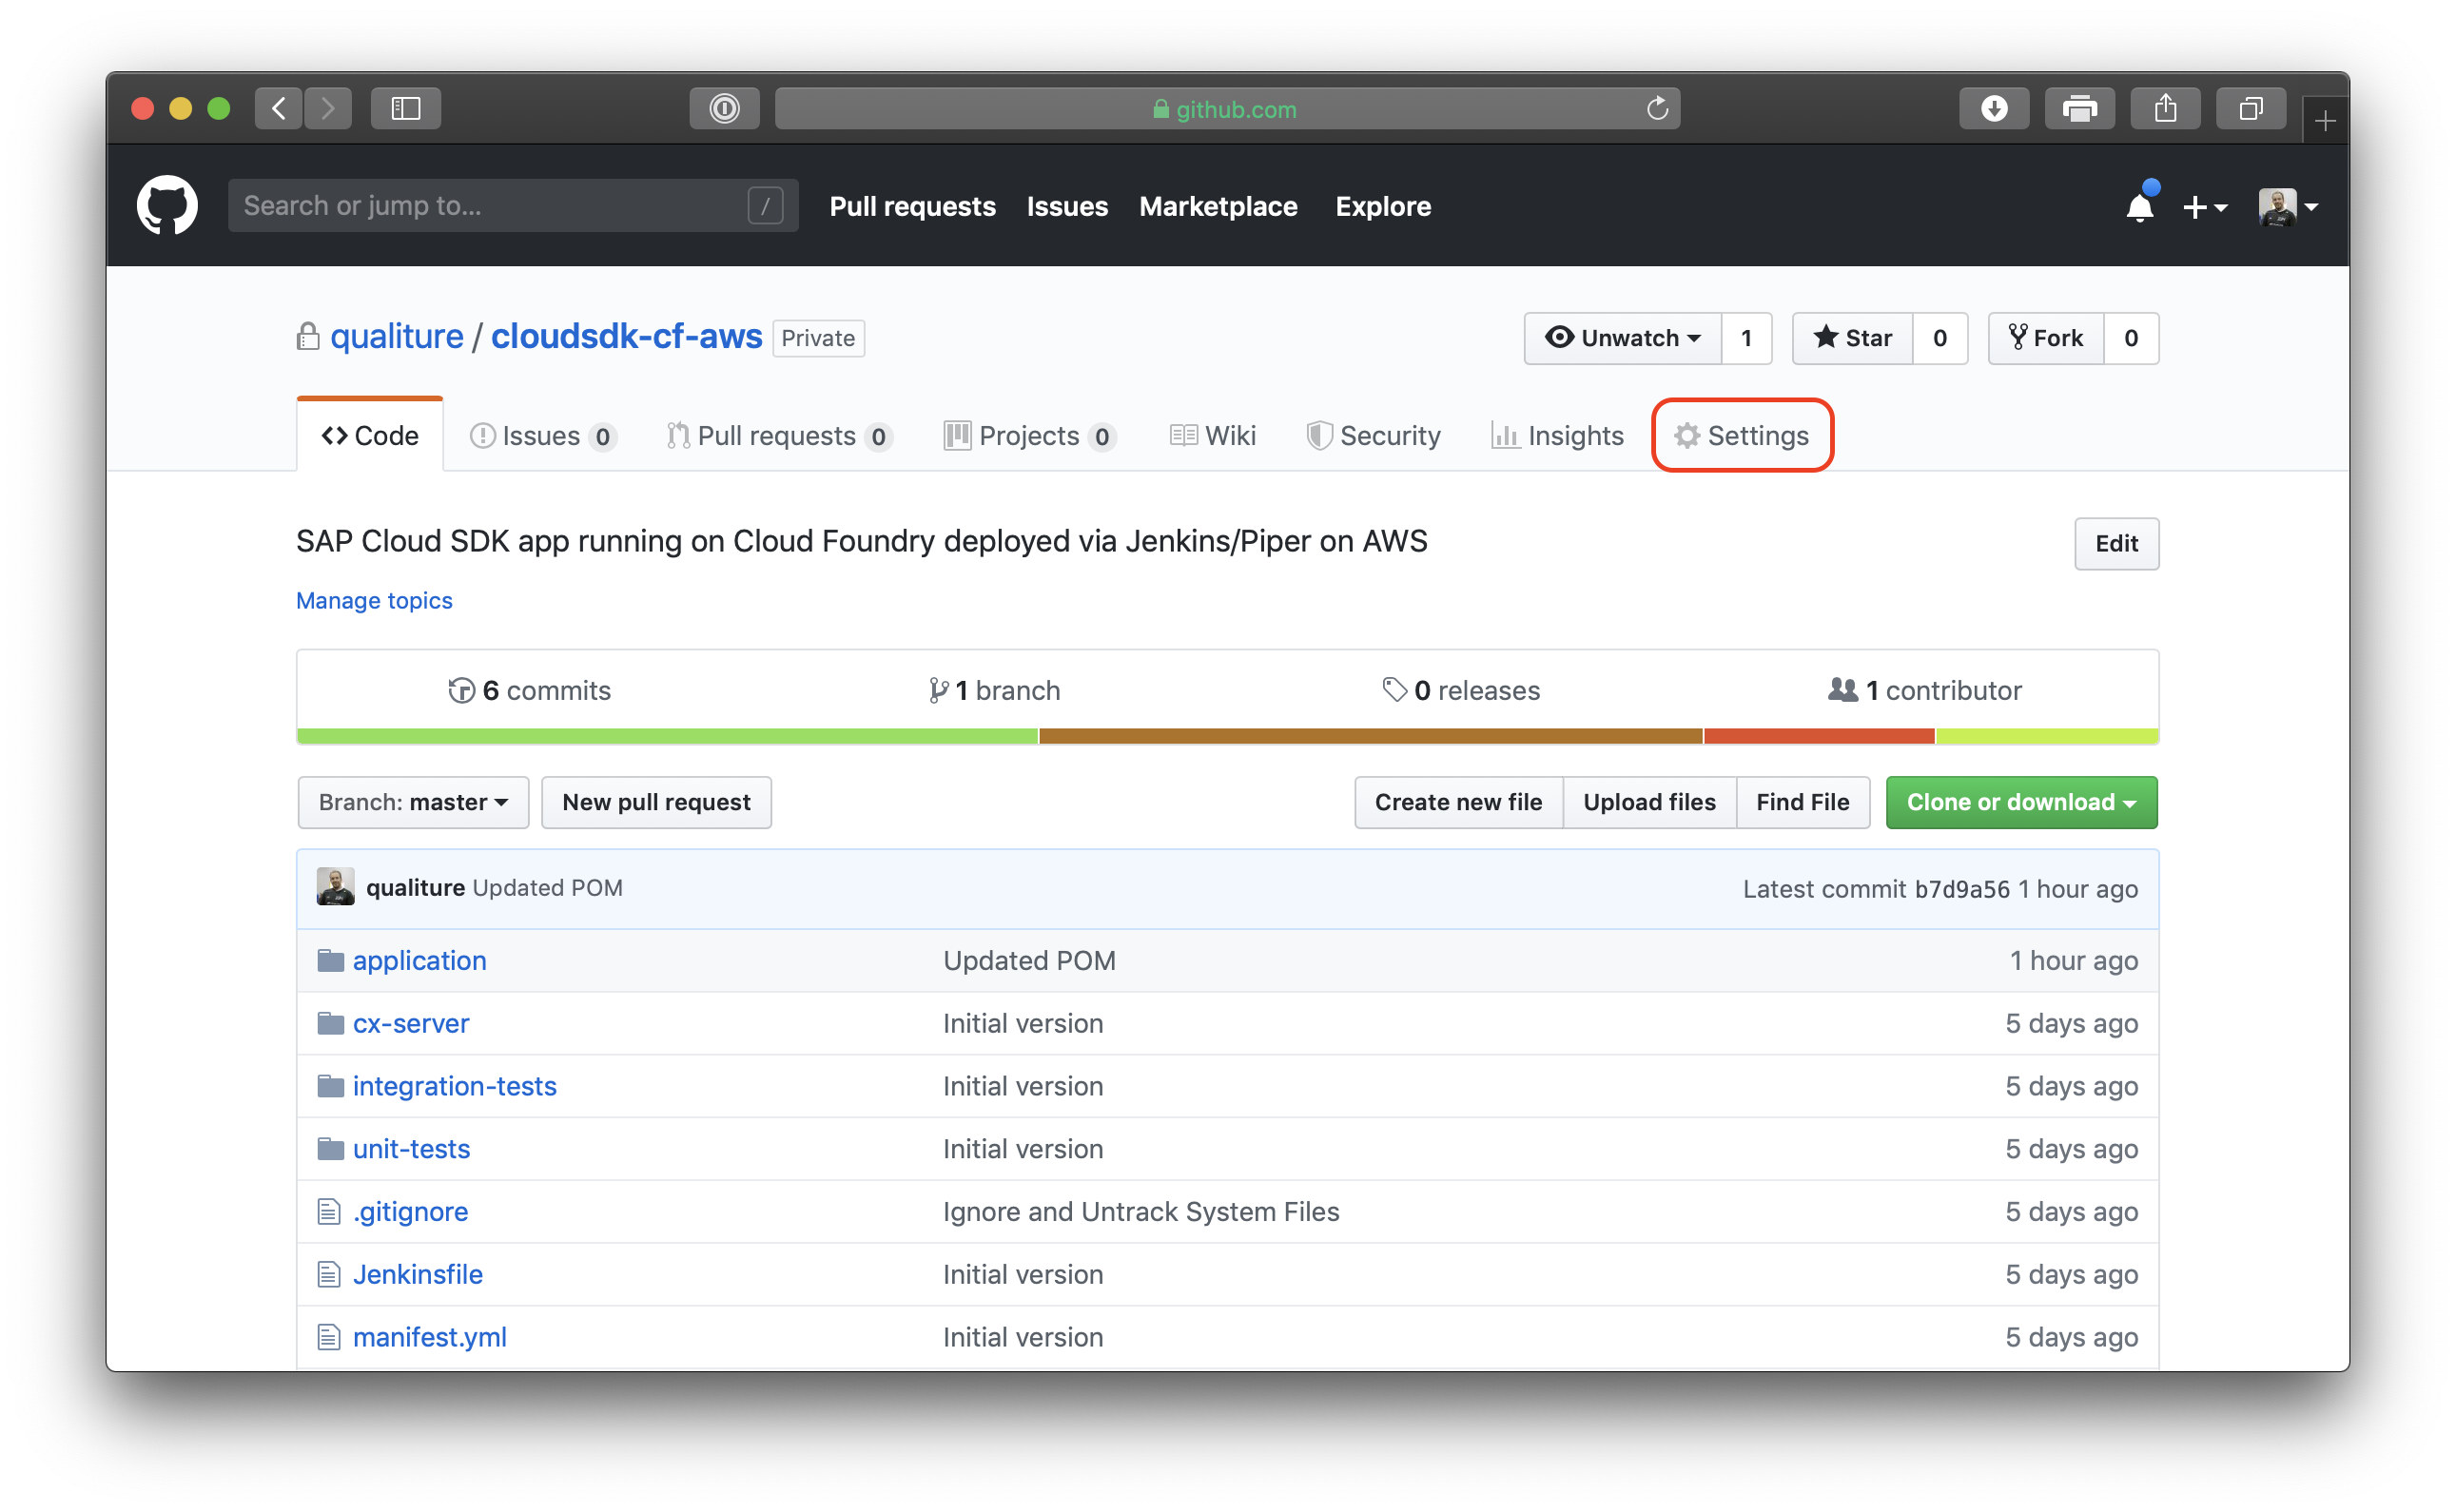 github.com
Search or jump to... / Pull requests Issues Marketplace Explore
qualiture / cloudsdk-cf-aws Private Unwatch 1 Star 0 Fork 0
Code Issues 0 Pull requests 0 Projects 0 Wiki Security Insights Settings
SAP Cloud SDK app running on Cloud Foundry deployed via Jenkins/Piper on AWS Edit
Manage topics
6 commits 1 branch 0 releases 1 contributor
Branch: master New pull request Create new file Upload files Find File Clone or download
qualiture Updated POM Latest commit b7d9a56 1 hour ago
application Updated POM 1 hour ago
cx-server Initial version 5 days ago
integration-tests Initial version 5 days ago
unit-tests Initial version 5 days ago
.gitignore Ignore and Untrack System Files 5 days ago
Jenkinsfile Initial version 5 days ago
manifest.yml Initial version 5 days ago